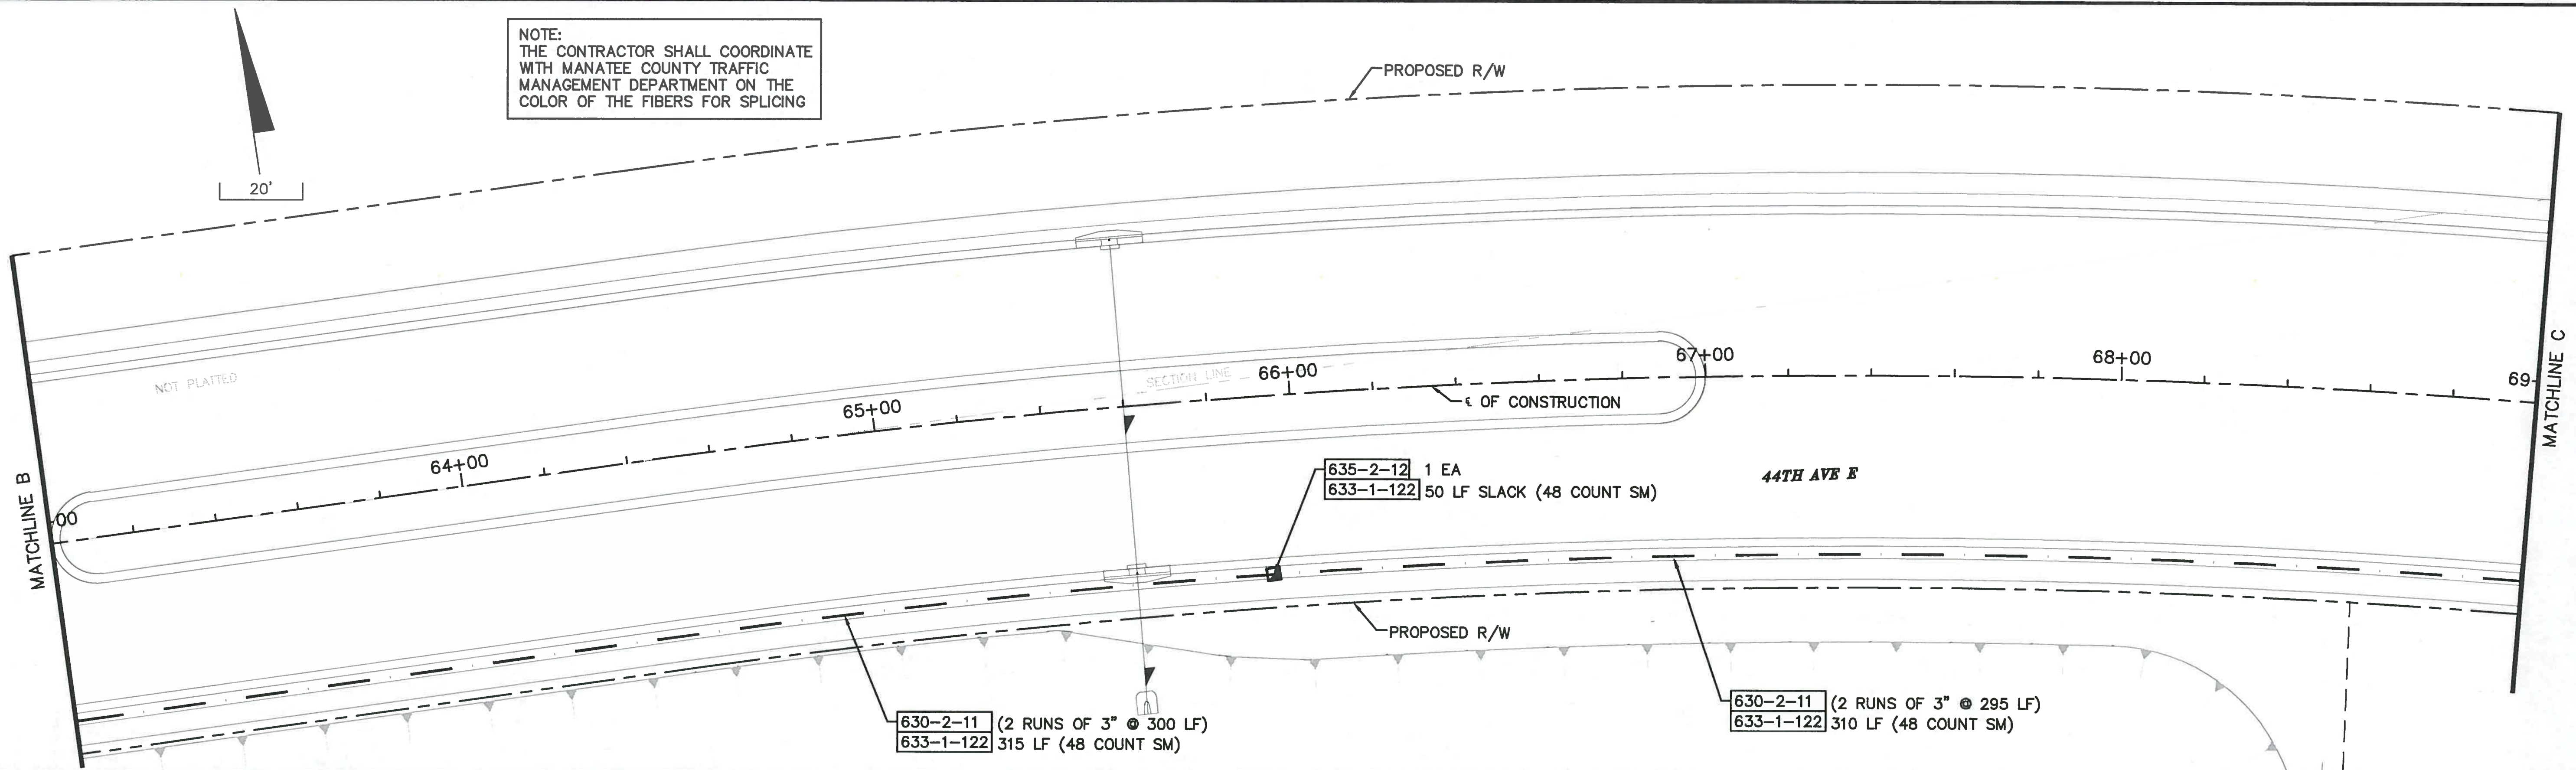 NOTE:
THE CONTRACTOR SHALL COORDINATE
WITH MANATEE COUNTY TRAFFIC
MANAGEMENT DEPARTMENT ON THE
COLOR OF THE FIBERS FOR SPLICING
20'
PROPOSED R/W
NOT PLATTED
SECTION LINE
00
64+00
65+00
66+00
67+00
68+00
69
℄ OF CONSTRUCTION
MATCHLINE B
MATCHLINE C
635-2-12 1 EA
633-1-122 50 LF SLACK (48 COUNT SM)
44TH AVE E
PROPOSED R/W
630-2-11 (2 RUNS OF 3" @ 300 LF)
633-1-122 315 LF (48 COUNT SM)
630-2-11 (2 RUNS OF 3" @ 295 LF)
633-1-122 310 LF (48 COUNT SM)